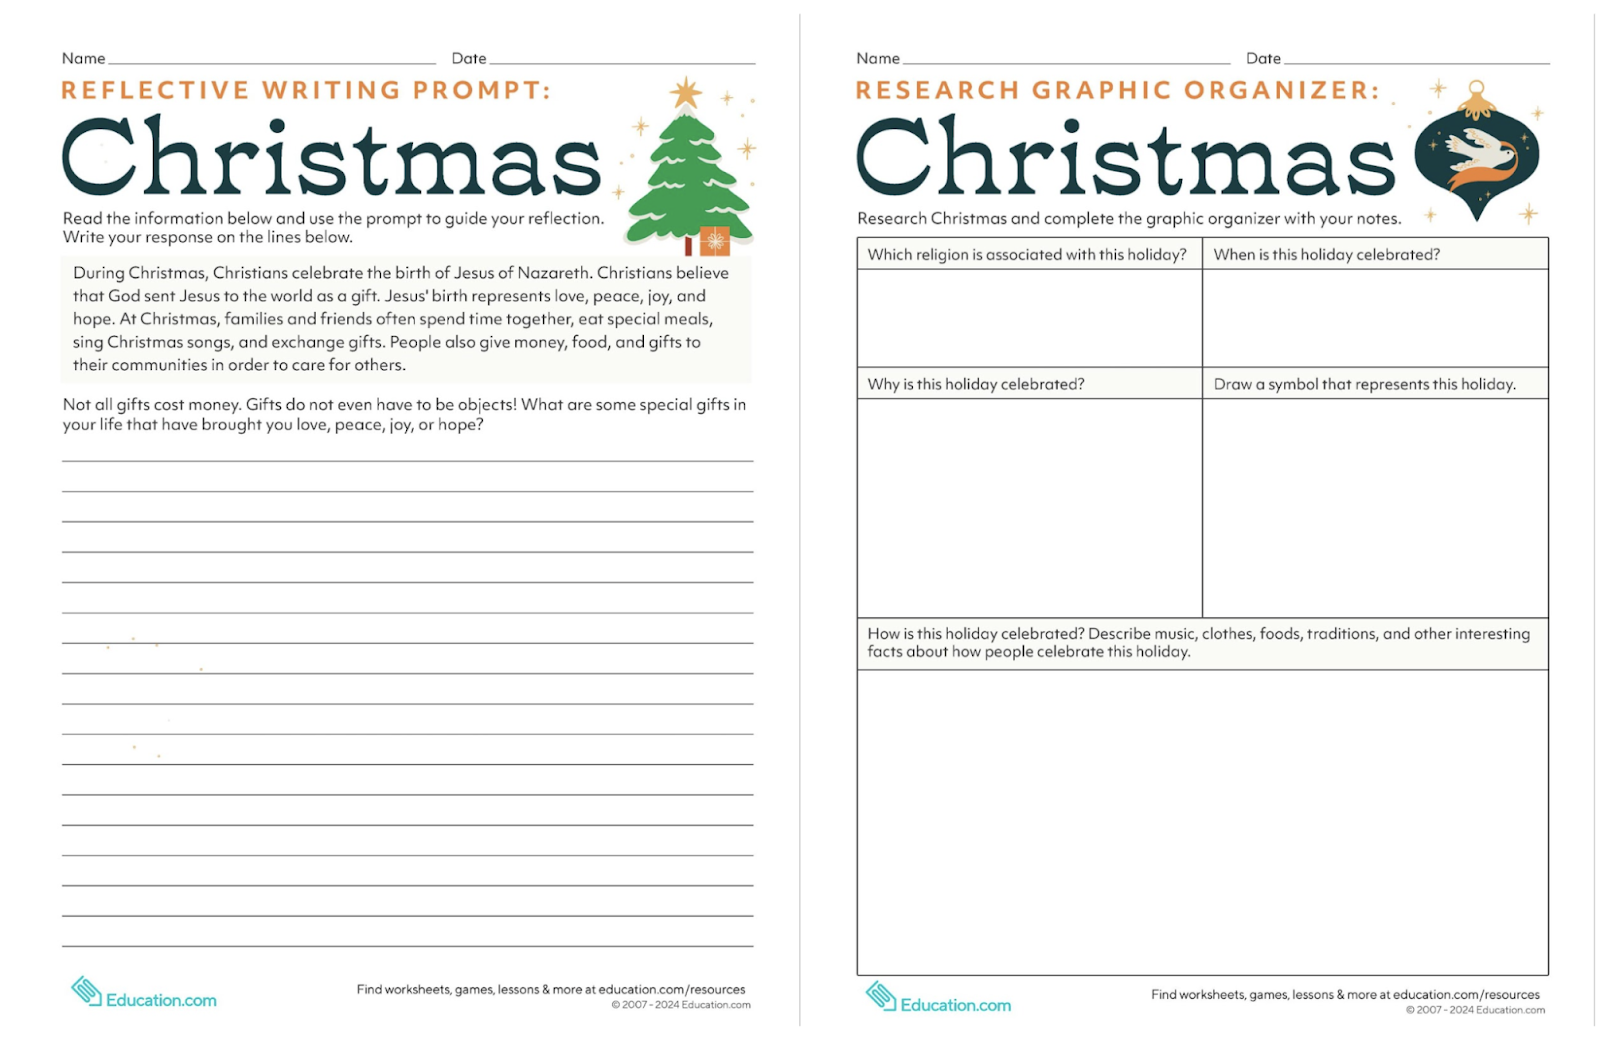 Name
Date
REFLECTIVE WRITING PROMPT:
Christmas
Read the information below and use the prompt to guide your reflection.
Write your response on the lines below.
During Christmas, Christians celebrate the birth of Jesus of Nazareth. Christians believe
that God sent Jesus to the world as a gift. Jesus' birth represents love, peace, joy, and
hope. At Christmas, families and friends often spend time together, eat special meals,
sing Christmas songs, and exchange gifts. People also give money, food, and gifts to
their communities in order to care for others.
Not all gifts cost money. Gifts do not even have to be objects! What are some special gifts in
your life that have brought you love, peace, joy, or hope?
Education.com
Find worksheets, games, lessons & more at education.com/resources
© 2007 - 2024 Education.com
Name
Date
RESEARCH GRAPHIC ORGANIZER:
Christmas
Research Christmas and complete the graphic organizer with your notes.
Which religion is associated with this holiday?
When is this holiday celebrated?
Why is this holiday celebrated?
Draw a symbol that represents this holiday.
How is this holiday celebrated? Describe music, clothes, foods, traditions, and other interesting
facts about how people celebrate this holiday.
Education.com
Find worksheets, games, lessons & more at education.com/resources
© 2007 - 2024 Education.com